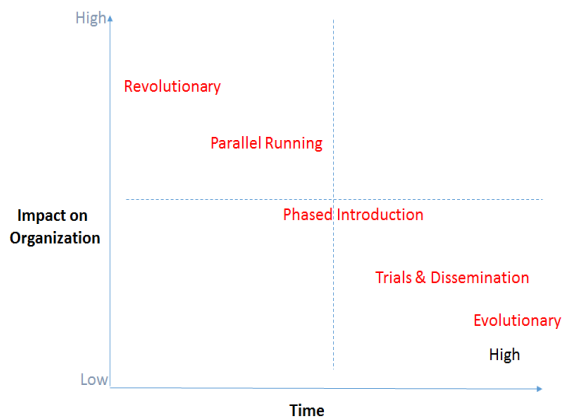 High
Revolutionary
Parallel Running
Impact on
Organization
Phased Introduction
Trials & Dissemination
Evolutionary
High
Low
Time